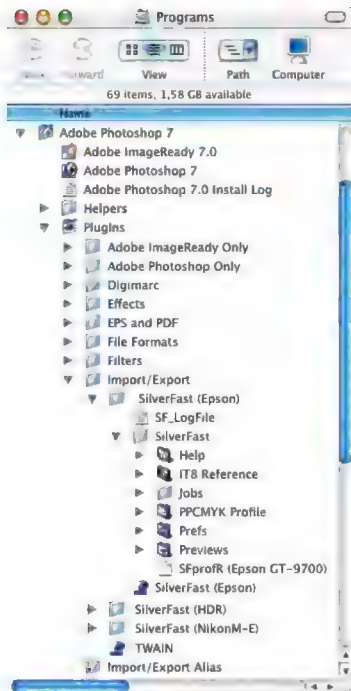 Programs
View Path Computer
69 items, 1,58 GB available
Name
Adobe Photoshop 7
Adobe ImageReady 7.0
Adobe Photoshop 7
Adobe Photoshop 7.0 Install Log
Helpers
PlugIns
Adobe ImageReady Only
Adobe Photoshop Only
Digimarc
Effects
EPS and PDF
File Formats
Filters
Import/Export
SilverFast (Epson)
SF_LogFile
SilverFast
Help
IT8 Reference
Jobs
PPCMYK Profile
Prefs
Previews
SFprofR (Epson GT-9700)
SilverFast (Epson)
SilverFast (HDR)
SilverFast (NikonM-E)
TWAIN
Import/Export Alias